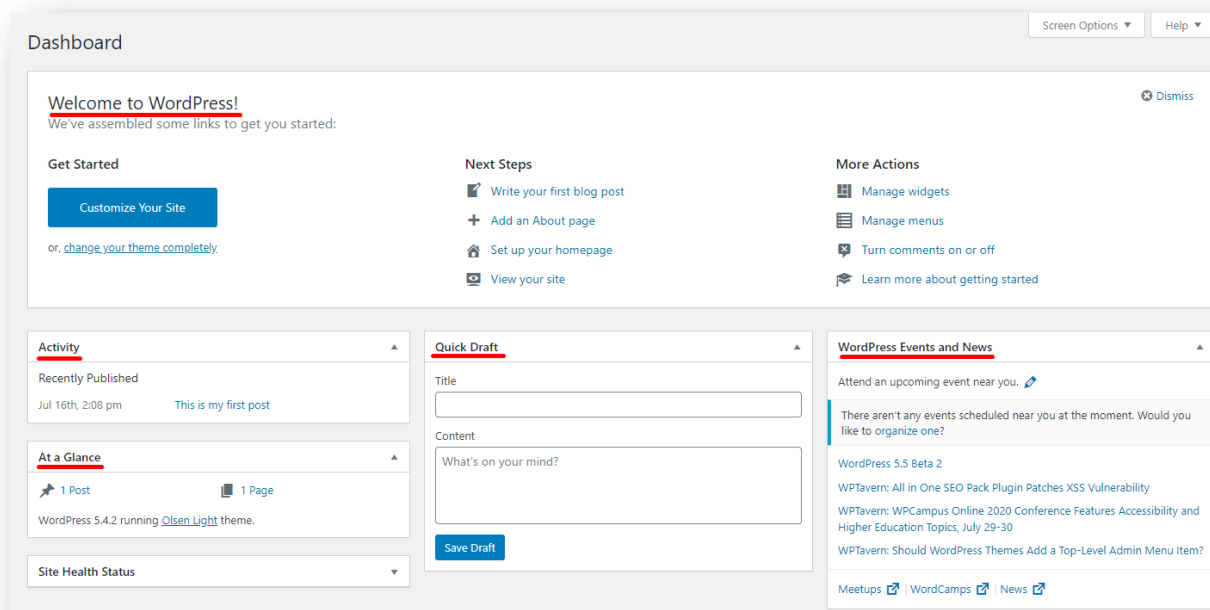 Screen Options
Help
Dashboard
Welcome to WordPress!
Dismiss
We've assembled some links to get you started:
Get Started
Customize Your Site
or, change your theme completely
Next Steps
Write your first blog post
Add an About page
Set up your homepage
View your site
More Actions
Manage widgets
Manage menus
Turn comments on or off
Learn more about getting started
Activity
Recently Published
Jul 16th, 2:08 pm This is my first post
At a Glance
1 Post 1 Page
WordPress 5.4.2 running Olsen Light theme.
Site Health Status
Quick Draft
Title
Content
What's on your mind?
Save Draft
WordPress Events and News
Attend an upcoming event near you.
There aren't any events scheduled near you at the moment. Would you
like to organize one?
WordPress 5.5 Beta 2
WPTavern: All in One SEO Pack Plugin Patches XSS Vulnerability
WPTavern: WPCampus Online 2020 Conference Features Accessibility and
Higher Education Topics, July 29-30
WPTavern: Should WordPress Themes Add a Top-Level Admin Menu Item?
Meetups | WordCamps | News